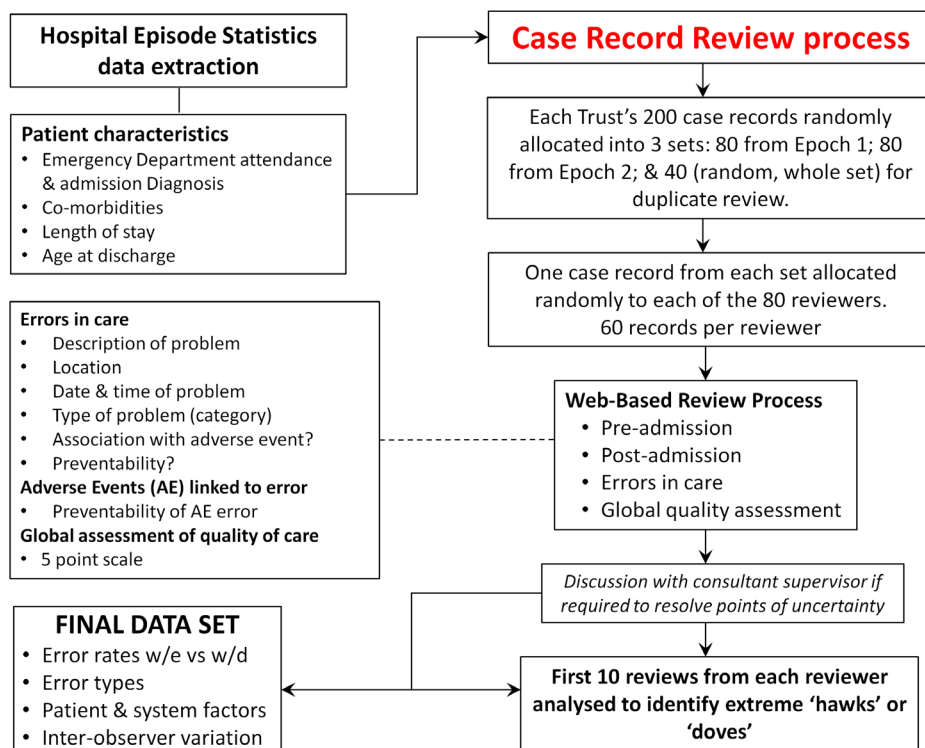 Hospital Episode Statistics
data extraction
Patient characteristics
• Emergency Department attendance
& admission Diagnosis
• Co-morbidities
• Length of stay
• Age at discharge
Case Record Review process
Each Trust's 200 case records randomly
allocated into 3 sets: 80 from Epoch 1; 80
from Epoch 2; & 40 (random, whole set) for
duplicate review.
One case record from each set allocated
randomly to each of the 80 reviewers.
60 records per reviewer
Errors in care
• Description of problem
• Location
• Date & time of problem
• Type of problem (category)
• Association with adverse event?
• Preventability?
Adverse Events (AE) linked to error
• Preventability of AE error
Global assessment of quality of care
• 5 point scale
Web-Based Review Process
• Pre-admission
• Post-admission
• Errors in care
• Global quality assessment
Discussion with consultant supervisor if
required to resolve points of uncertainty
FINAL DATA SET
• Error rates w/e vs w/d
• Error types
• Patient & system factors
• Inter-observer variation
First 10 reviews from each reviewer
analysed to identify extreme 'hawks' or
'doves'